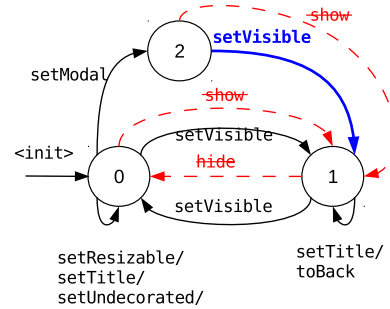 show
setVisible
2
setModal
show
setVisible
<init>
hide
0
1
setVisible
setResizable/
setTitle/
setUndecorated/
setTitle/
toBack